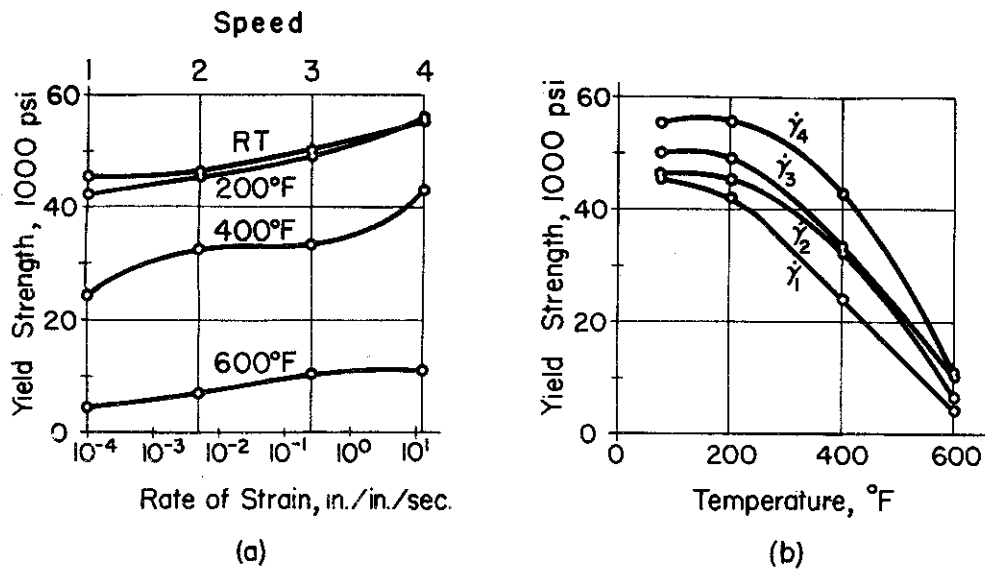 Speed
1 2 3 4
60
40
20
0
Yield Strength, 1000 psi
RT
200°F
400°F
600°F
10⁻⁴ 10⁻³ 10⁻² 10⁻¹ 10⁰ 10¹
Rate of Strain, in./in./sec.
(a)
60
40
20
0
Yield Strength, 1000 psi
γ̇₄
γ̇₃
γ̇₂
γ̇₁
0 200 400 600
Temperature, °F
(b)